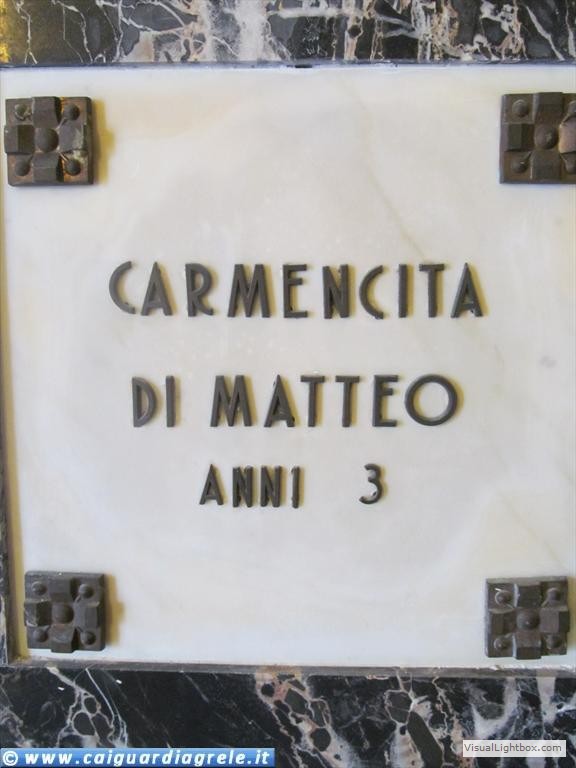 CARMENCITA
DI MATTEO
ANNI 3
© www.caiguardiagrele.it
VisualLightbox.com